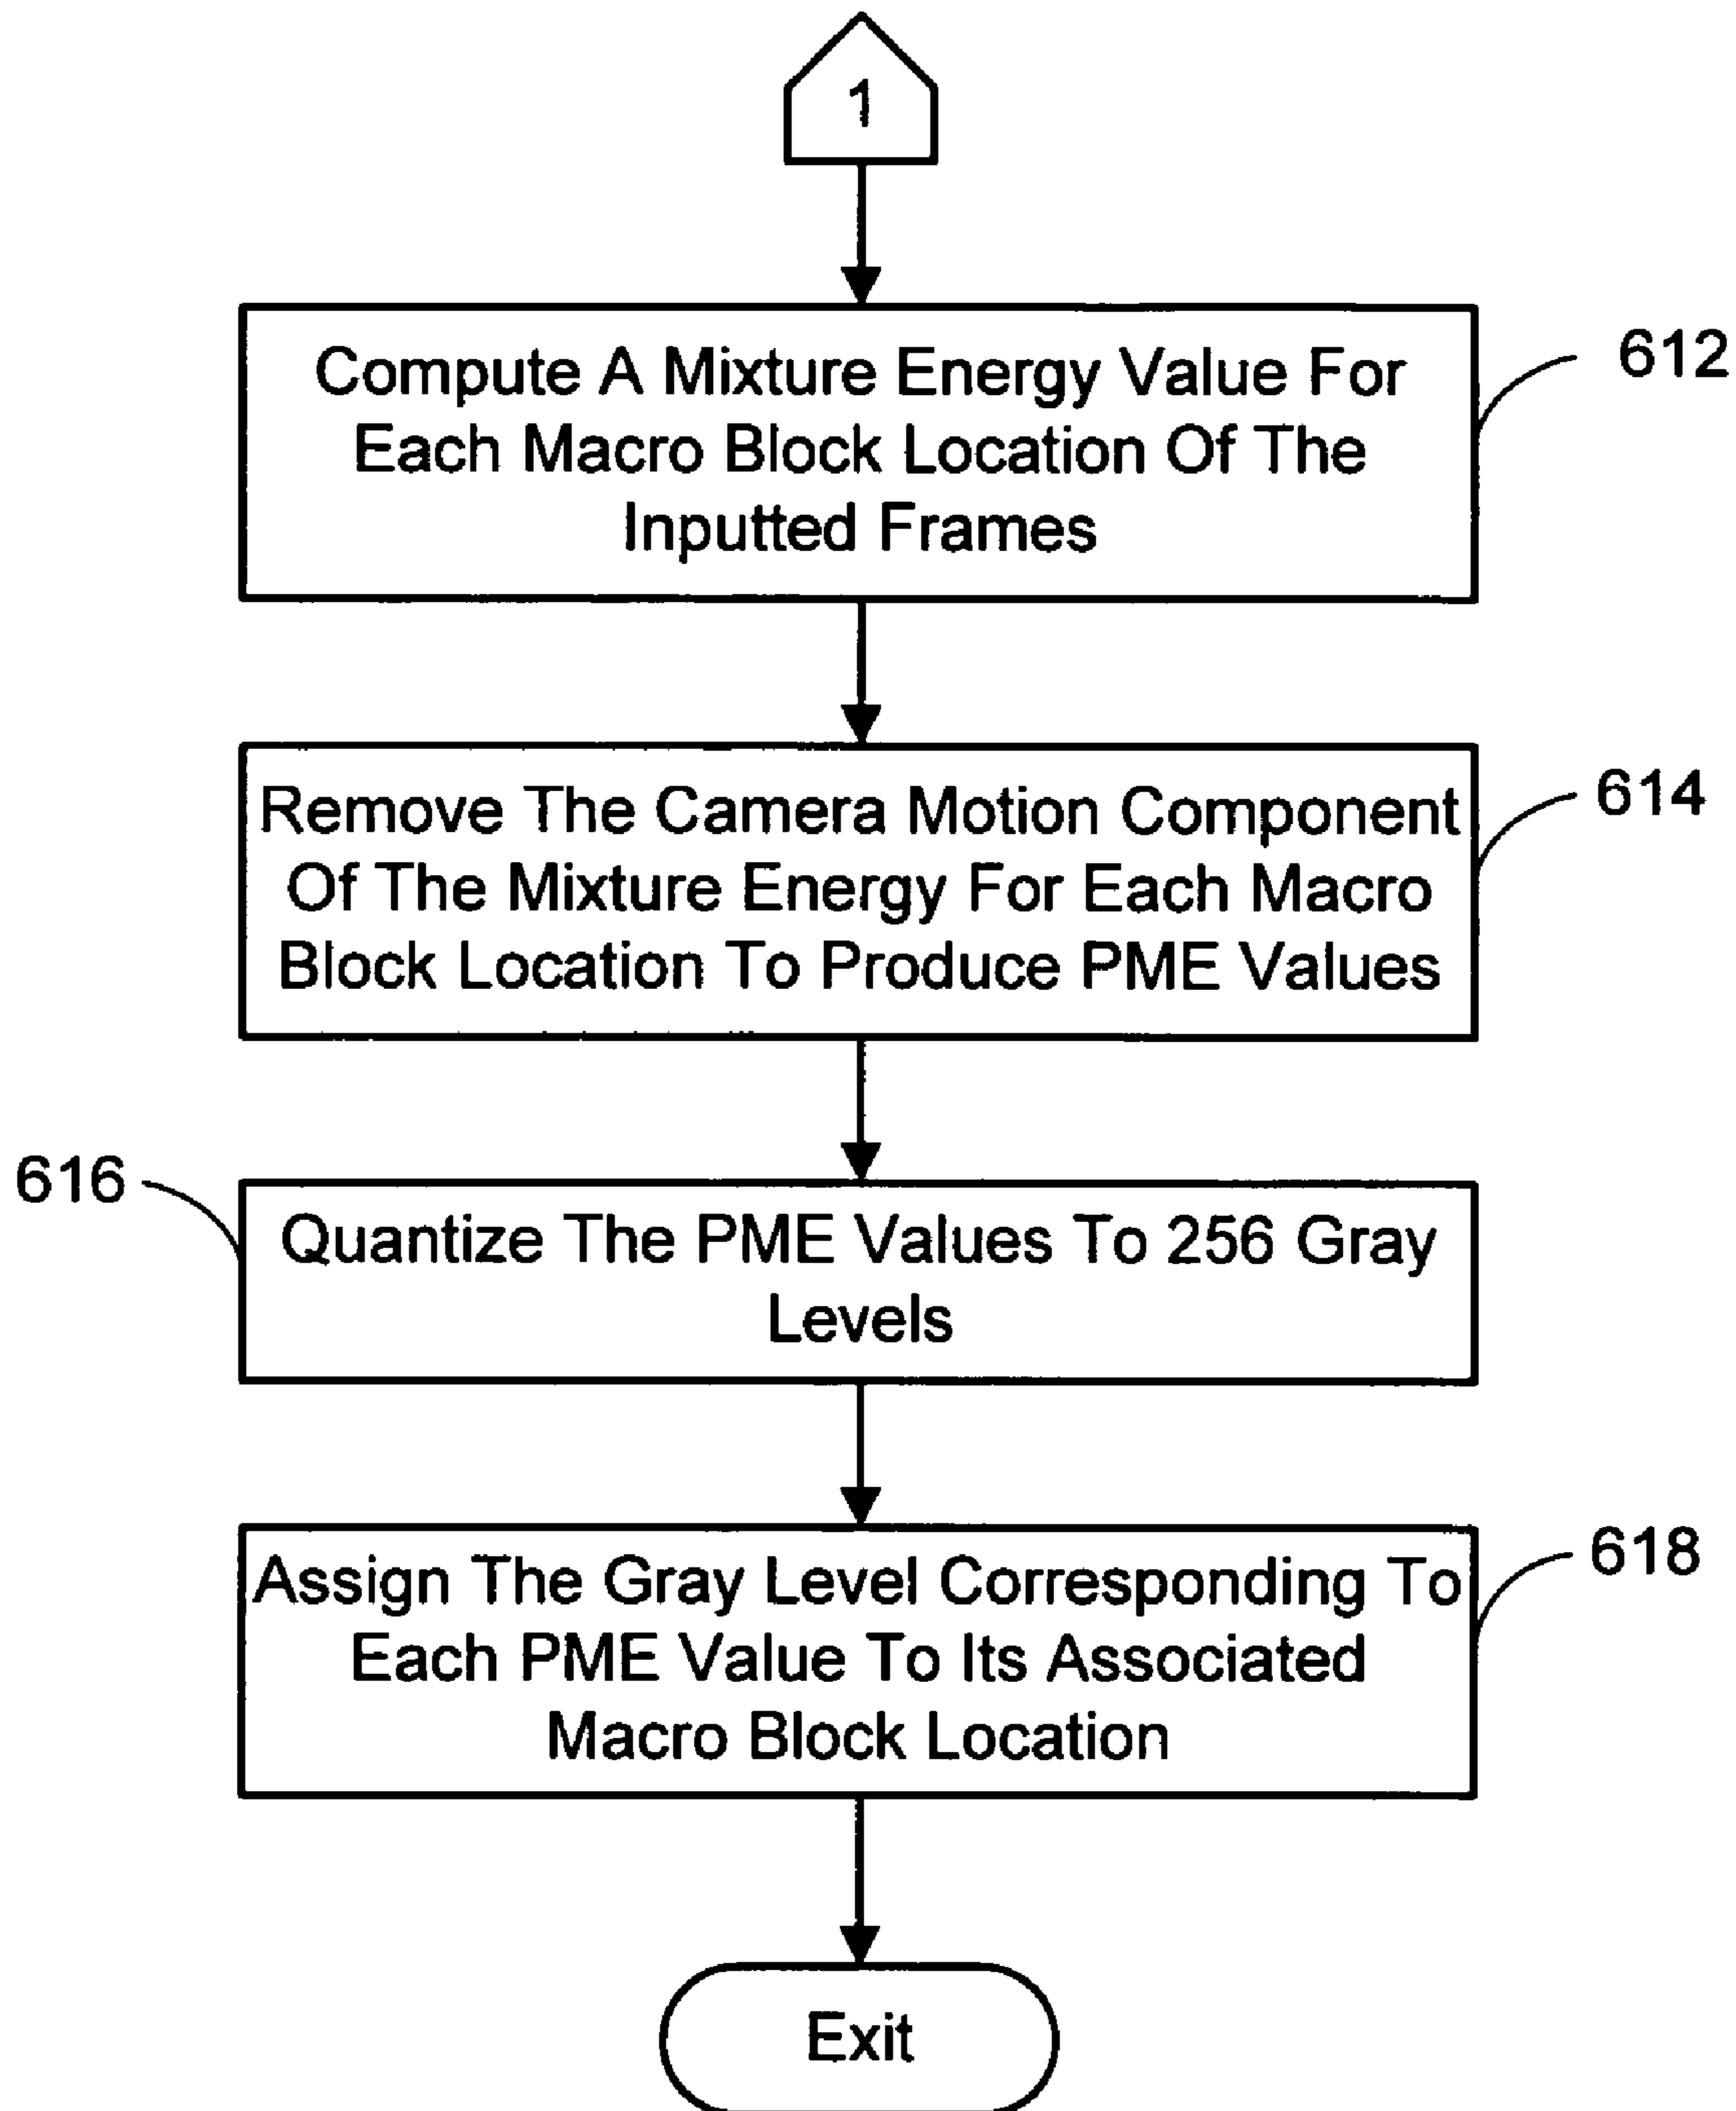 1
Compute A Mixture Energy Value For
Each Macro Block Location Of The
Inputted Frames
612
Remove The Camera Motion Component
Of The Mixture Energy For Each Macro
Block Location To Produce PME Values
614
616
Quantize The PME Values To 256 Gray
Levels
Assign The Gray Level Corresponding To
Each PME Value To Its Associated
Macro Block Location
618
Exit